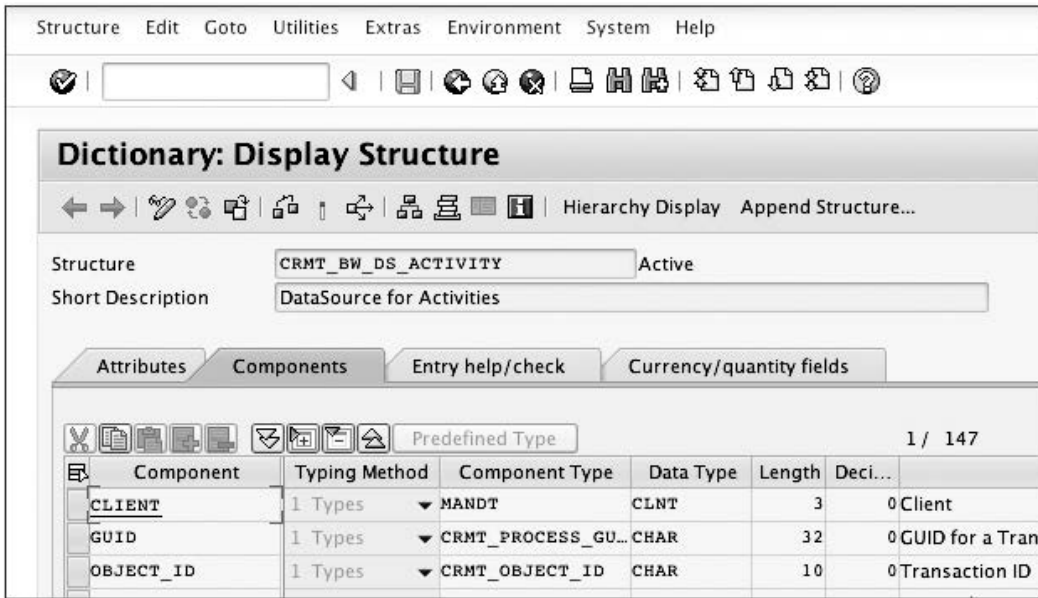 Structure Edit Goto Utilities Extras Environment System Help
Dictionary: Display Structure
Hierarchy Display Append Structure...
Structure CRMT_BW_DS_ACTIVITY Active
Short Description DataSource for Activities
Attributes Components Entry help/check Currency/quantity fields
Predefined Type 1 / 147
Component Typing Method Component Type Data Type Length Deci...
CLIENT 1 Types MANDT CLNT 3 0 Client
GUID 1 Types CRMT_PROCESS_GU... CHAR 32 0 GUID for a Tran
OBJECT_ID 1 Types CRMT_OBJECT_ID CHAR 10 0 Transaction ID